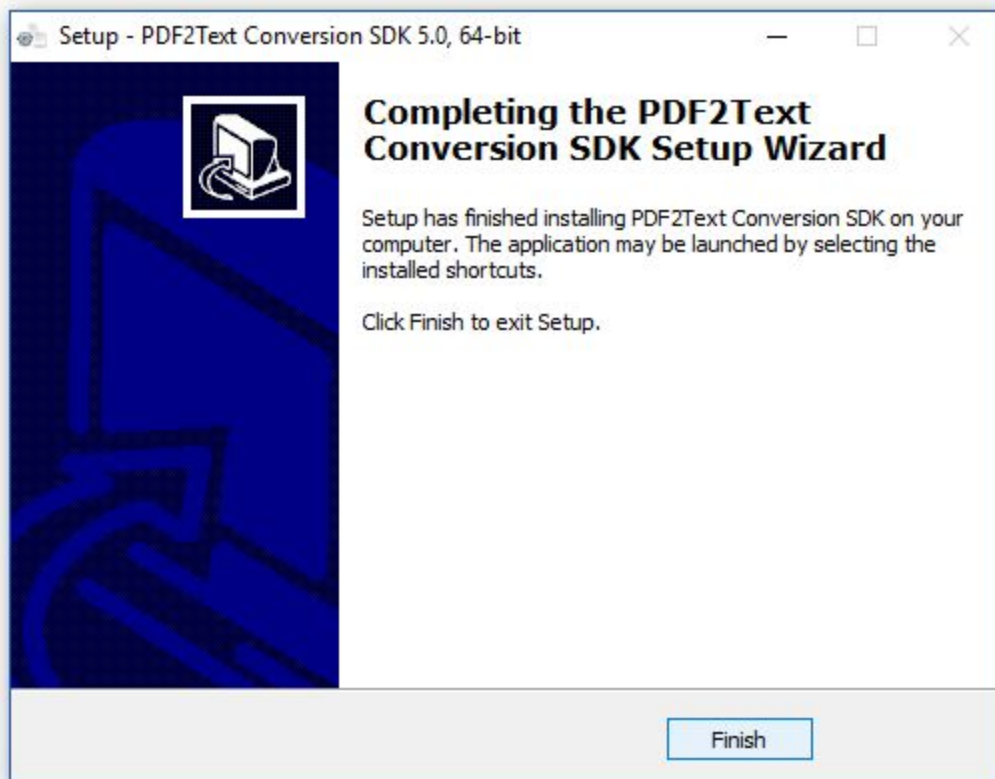 Setup - PDF2Text Conversion SDK 5.0, 64-bit
Completing the PDF2Text
Conversion SDK Setup Wizard
Setup has finished installing PDF2Text Conversion SDK on your
computer. The application may be launched by selecting the
installed shortcuts.
Click Finish to exit Setup.
Finish